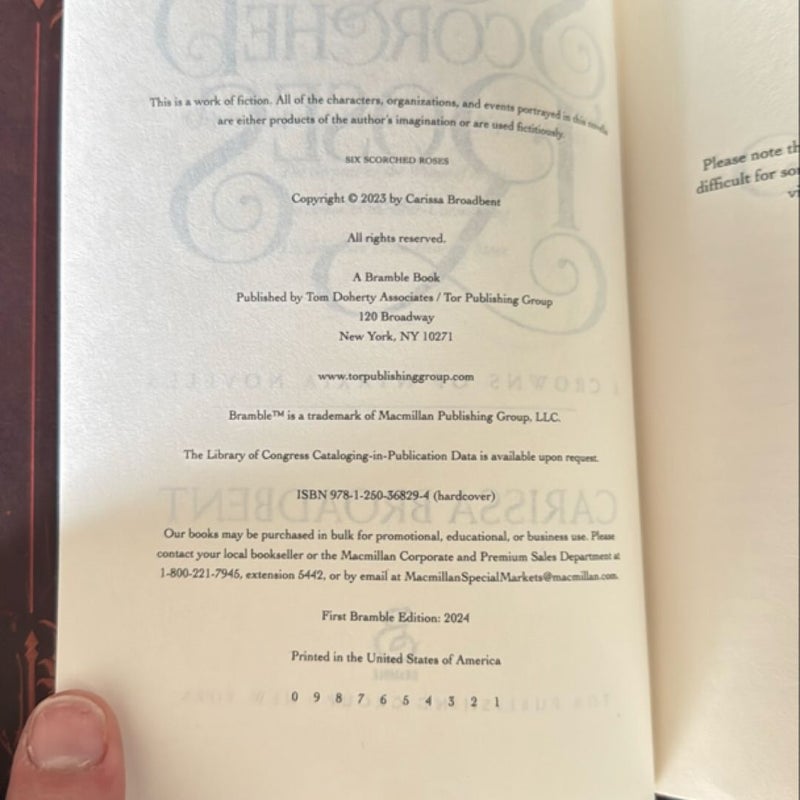 This is a work of fiction. All of the characters, organizations, and events portrayed in this novella
are either products of the author's imagination or are used fictitiously.
SIX SCORCHED ROSES
Copyright © 2023 by Carissa Broadbent
All rights reserved.
A Bramble Book
Published by Tom Doherty Associates / Tor Publishing Group
120 Broadway
New York, NY 10271
www.torpublishinggroup.com
Bramble™ is a trademark of Macmillan Publishing Group, LLC.
The Library of Congress Cataloging-in-Publication Data is available upon request.
ISBN 978-1-250-36829-4 (hardcover)
Our books may be purchased in bulk for promotional, educational, or business use. Please
contact your local bookseller or the Macmillan Corporate and Premium Sales Department at
1-800-221-7945, extension 5442, or by email at MacmillanSpecialMarkets@macmillan.com.
First Bramble Edition: 2024
Printed in the United States of America
0 9 8 7 6 5 4 3 2 1
Please note th
difficult for so